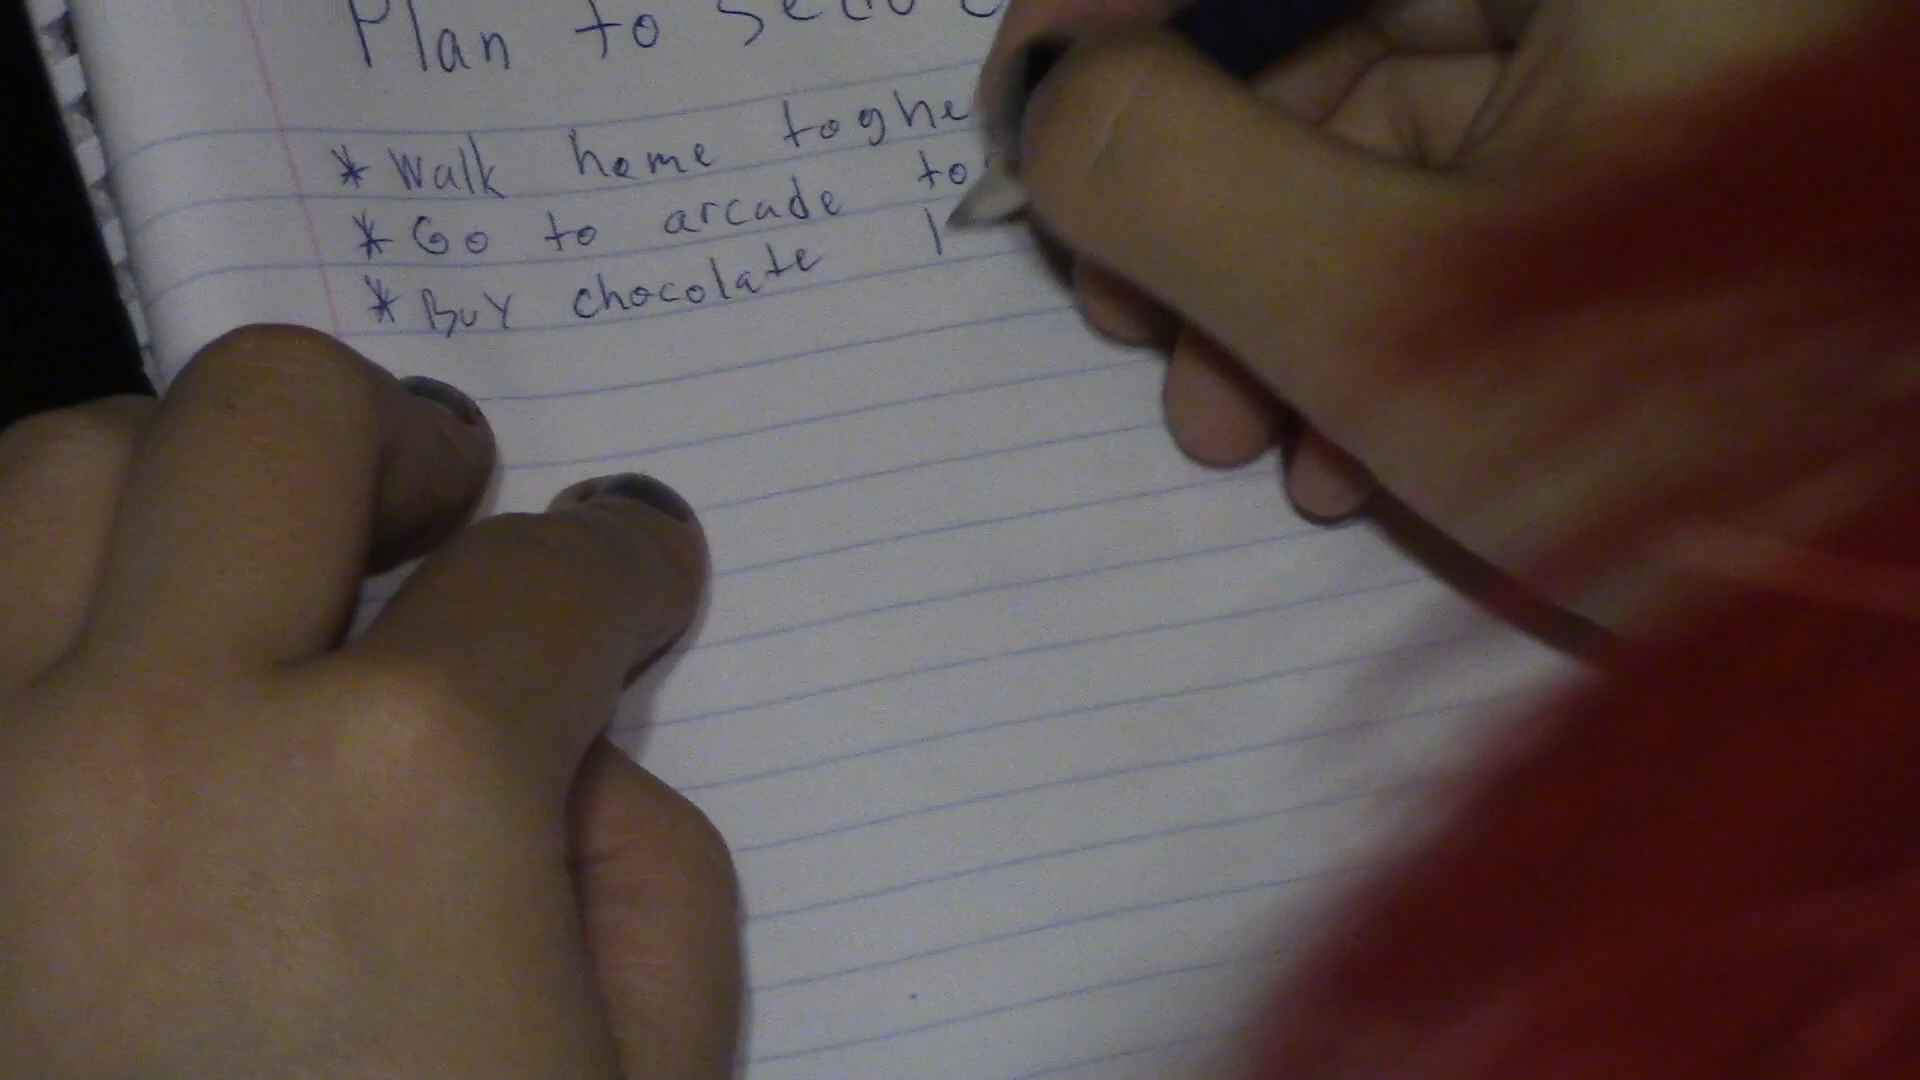 Plan to
* Walk home toghe
* Go to arcade to
* Buy chocolate